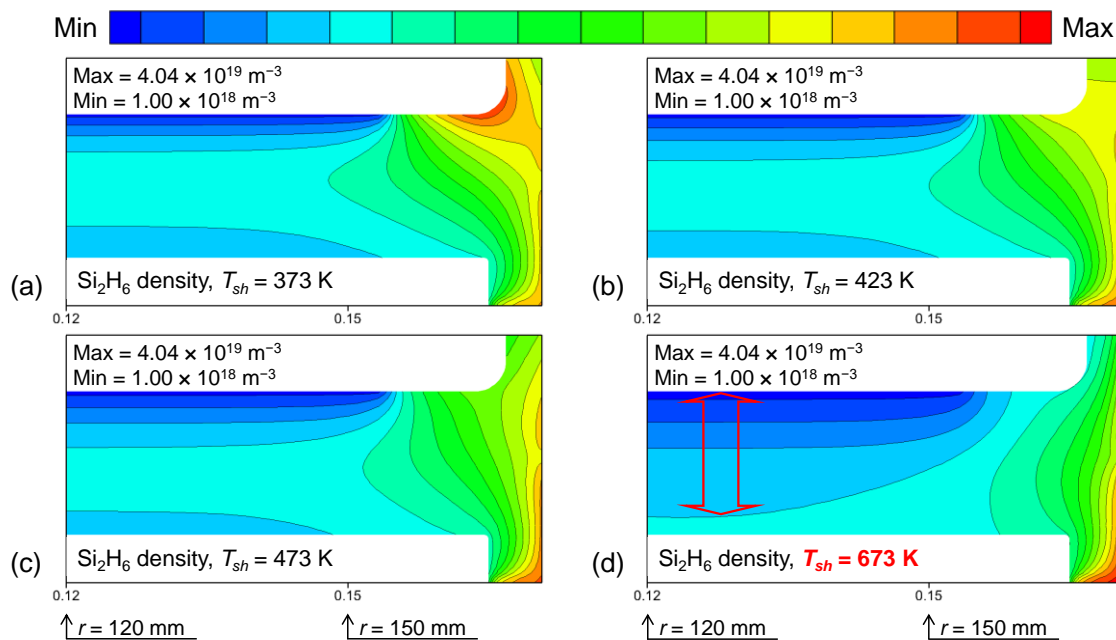 Min Max
Max = 4.04 × 10¹⁹ m⁻³
Min = 1.00 × 10¹⁸ m⁻³
(a) Si₂H₆ density, Tsh = 373 K
0.12 0.15
Max = 4.04 × 10¹⁹ m⁻³
Min = 1.00 × 10¹⁸ m⁻³
(b) Si₂H₆ density, Tsh = 423 K
0.12 0.15
Max = 4.04 × 10¹⁹ m⁻³
Min = 1.00 × 10¹⁸ m⁻³
(c) Si₂H₆ density, Tsh = 473 K
0.12 0.15
r = 120 mm r = 150 mm
Max = 4.04 × 10¹⁹ m⁻³
Min = 1.00 × 10¹⁸ m⁻³
(d) Si₂H₆ density, Tsh = 673 K
0.12 0.15
r = 120 mm r = 150 mm